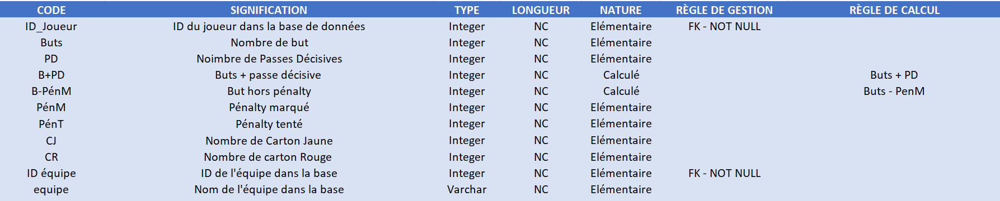 CODE SIGNIFICATION TYPE LONGUEUR NATURE RÈGLE DE GESTION RÈGLE DE CALCUL
ID_Joueur ID du joueur dans la base de données Integer NC Elémentaire FK - NOT NULL
Buts Nombre de but Integer NC Elémentaire
PD Noimbre de Passes Décisives Integer NC Elémentaire
B+PD Buts + passe décisive Integer NC Calculé Buts + PD
B-PénM But hors pénalty Integer NC Calculé Buts - PenM
PénM Pénalty marqué Integer NC Elémentaire
PénT Pénalty tenté Integer NC Elémentaire
CJ Nombre de Carton Jaune Integer NC Elémentaire
CR Nombre de carton Rouge Integer NC Elémentaire
ID équipe ID de l'équipe dans la base Integer NC Elémentaire FK - NOT NULL
equipe Nom de l'équipe dans la base Varchar NC Elémentaire